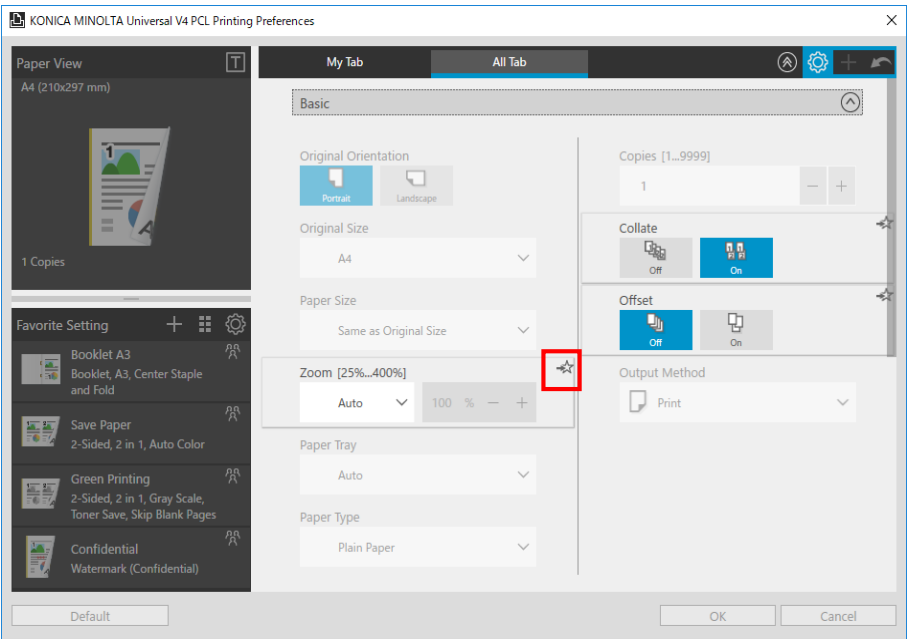 KONICA MINOLTA Universal V4 PCL Printing Preferences
Paper View
T
A4 (210x297 mm)
1
1 Copies
Favorite Setting
Booklet A3
Booklet, A3, Center Staple
and Fold
Save Paper
2-Sided, 2 in 1, Auto Color
Green Printing
2-Sided, 2 in 1, Gray Scale,
Toner Save, Skip Blank Pages
Confidential
Watermark (Confidential)
My Tab
All Tab
Basic
Original Orientation
Portrait
Landscape
Original Size
A4
Paper Size
Same as Original Size
Zoom [25%...400%]
Auto
100 % − +
Paper Tray
Auto
Paper Type
Plain Paper
Copies [1...9999]
1 − +
Collate
Off
On
Offset
Off
On
Output Method
Print
Default
OK
Cancel